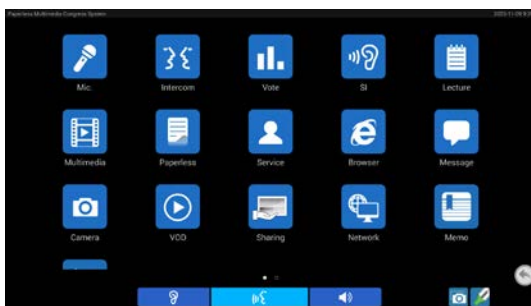 Paperless Multimedia Congress System
Mic.
Intercom
Vote
SI
Lecture
Multimedia
Paperless
Service
Browser
Message
Camera
VOD
Sharing
Network
Memo